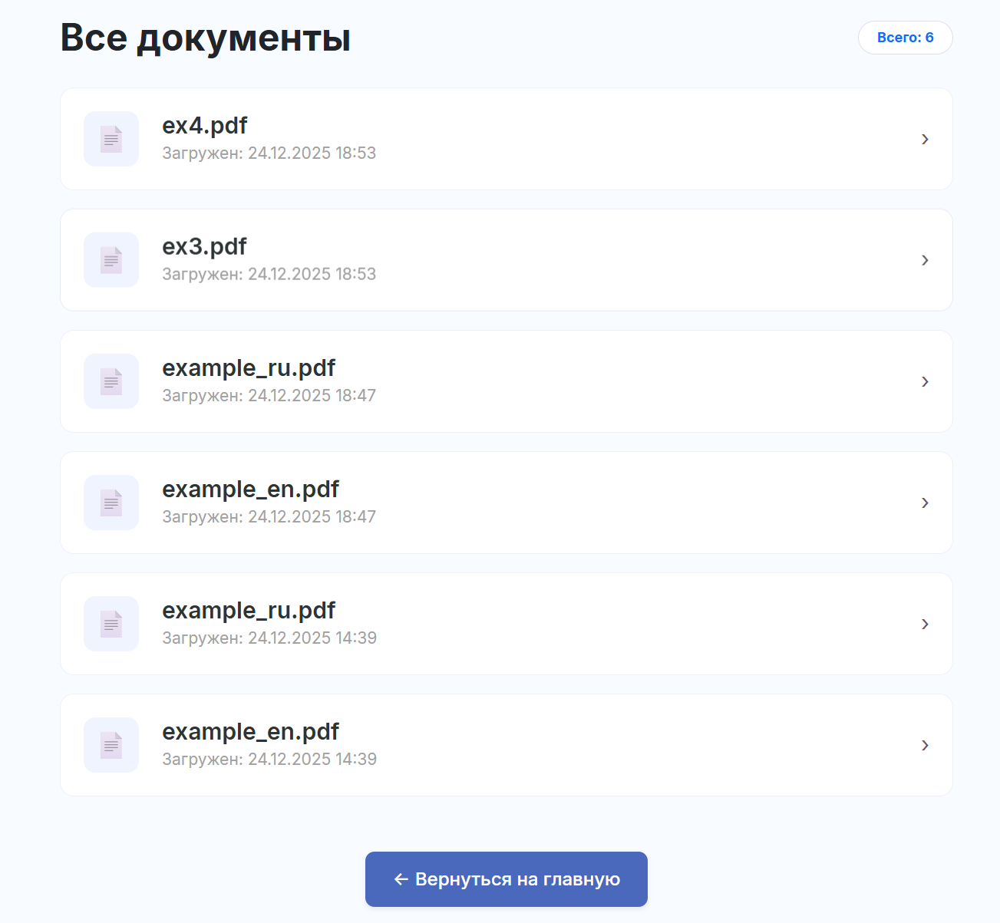 Все документы
Всего: 6
ex4.pdf
Загружен: 24.12.2025 18:53
›
ex3.pdf
Загружен: 24.12.2025 18:53
›
example_ru.pdf
Загружен: 24.12.2025 18:47
›
example_en.pdf
Загружен: 24.12.2025 18:47
›
example_ru.pdf
Загружен: 24.12.2025 14:39
›
example_en.pdf
Загружен: 24.12.2025 14:39
›
← Вернуться на главную